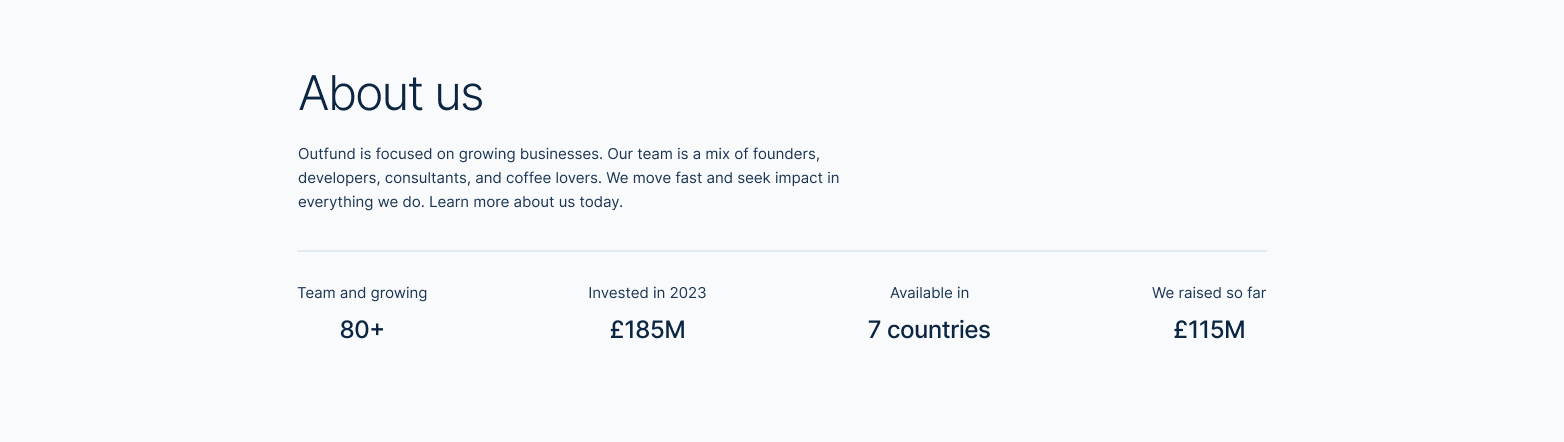 About us
Outfund is focused on growing businesses. Our team is a mix of founders,
developers, consultants, and coffee lovers. We move fast and seek impact in
everything we do. Learn more about us today.
Team and growing
80+
Invested in 2023
£185M
Available in
7 countries
We raised so far
£115M